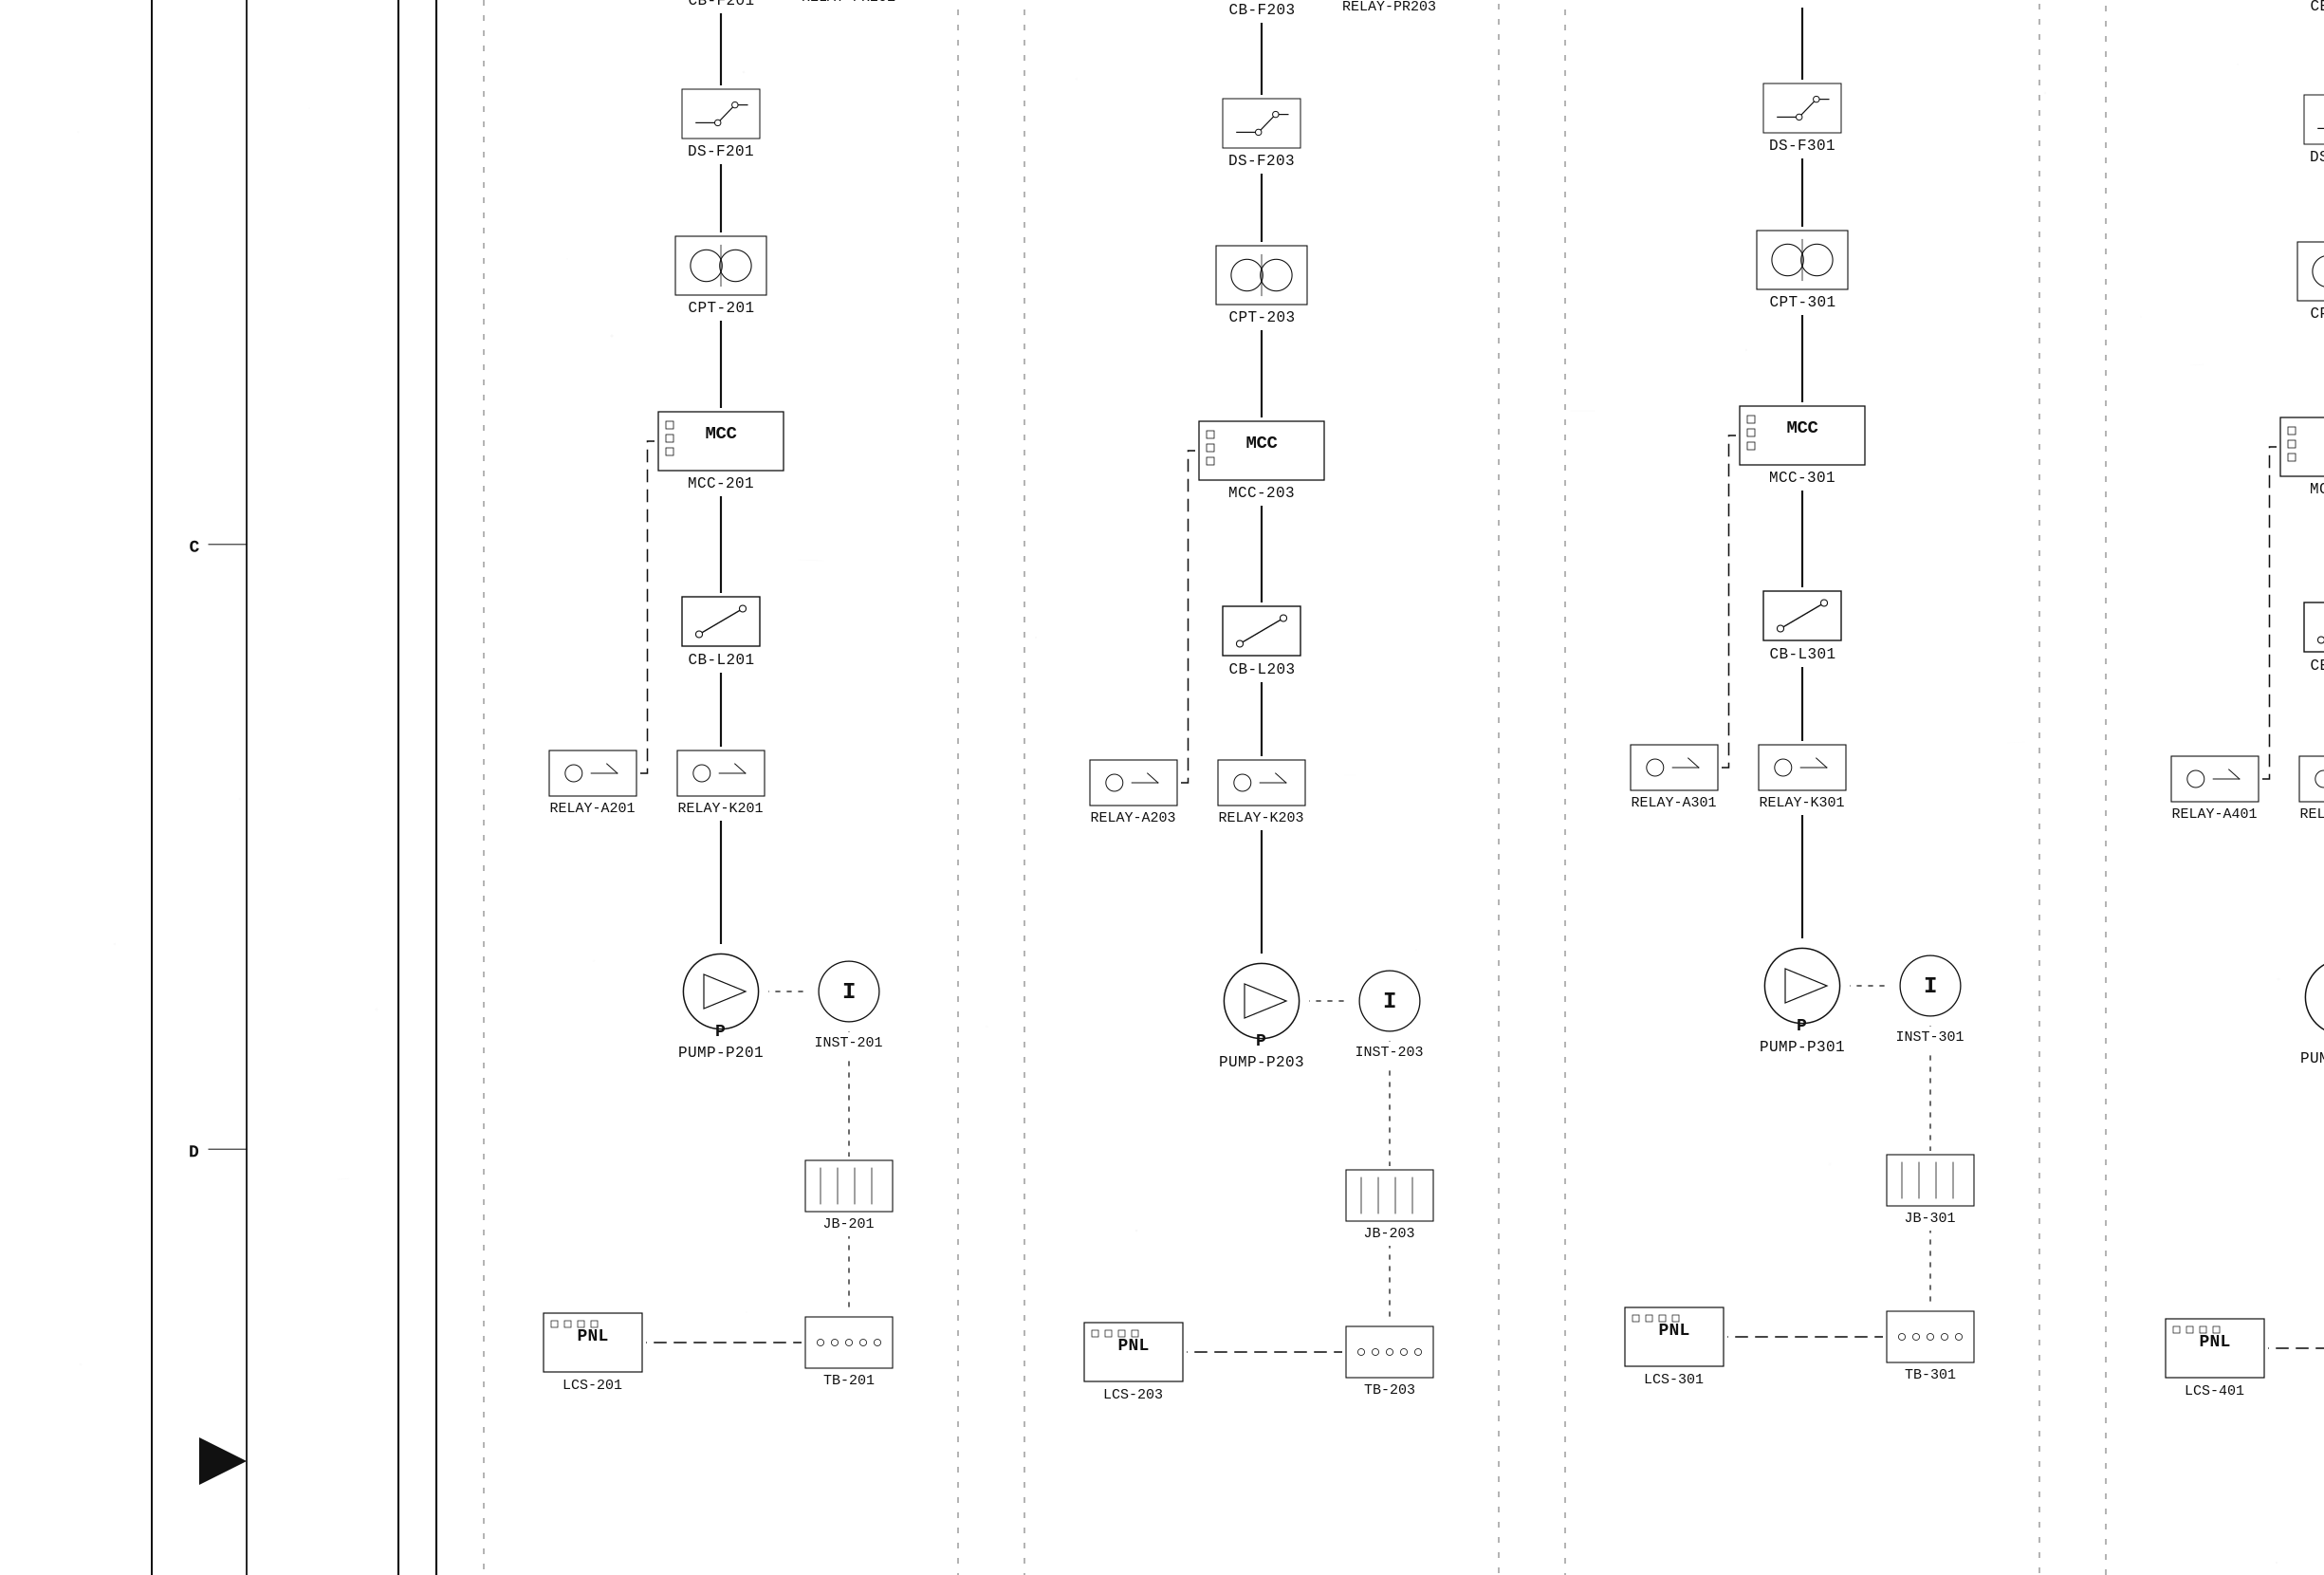 CB-F201
CB-F203
RELAY-PR203
DS-F201
DS-F203
DS-F301
CPT-201
CPT-203
CPT-301
MCC
MCC
MCC
MCC-201
MCC-203
MCC-301
C
CB-L201
CB-L203
CB-L301
RELAY-A201
RELAY-K201
RELAY-A203
RELAY-K203
RELAY-A301
RELAY-K301
RELAY-A401
I
I
I
P
P
P
PUMP-P201
INST-201
PUMP-P203
INST-203
PUMP-P301
INST-301
D
JB-201
JB-203
JB-301
PNL
PNL
PNL
PNL
LCS-201
TB-201
LCS-203
TB-203
LCS-301
TB-301
LCS-401